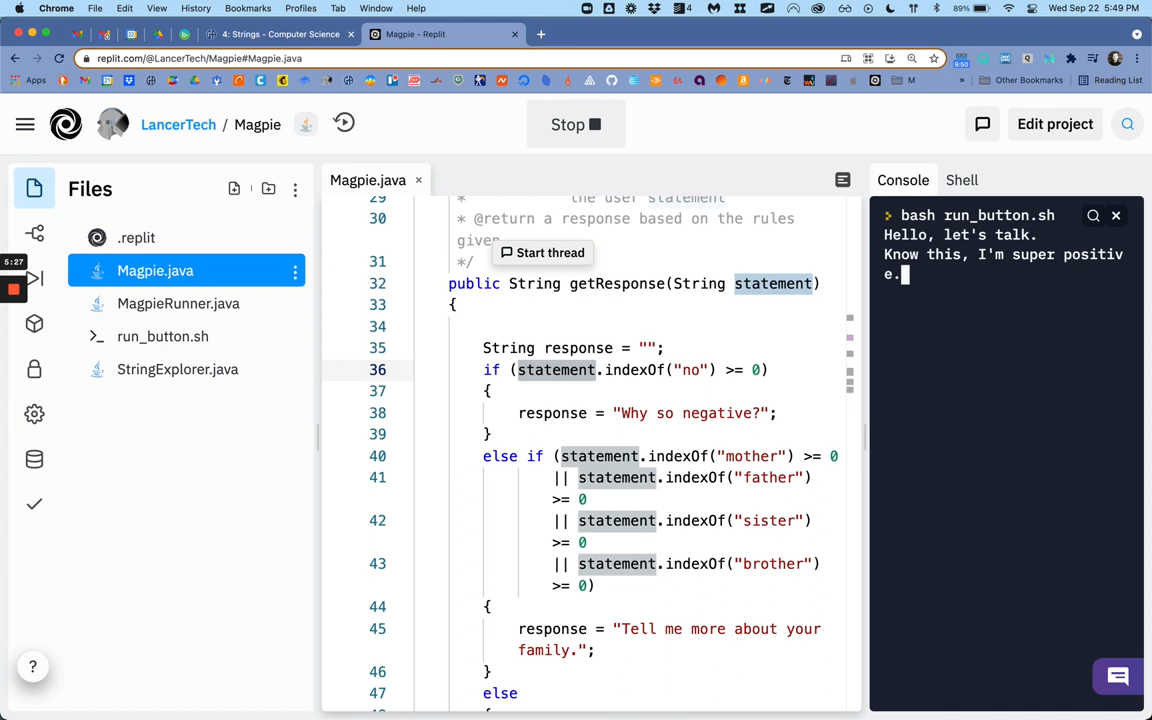 Chrome File Edit View History Bookmarks Profiles Tab Window Help 4 89% Wed Sep 22 5:49 PM
4: Strings - Computer Science × Magpie - Replit × +
replit.com/@LancerTech/Magpie#Magpie.java
Apps M » Other Bookmarks Reading List
9:60
LancerTech / Magpie Stop Edit project
Files Magpie.java × Console Shell
.replit
Magpie.java
MagpieRunner.java
>_ run_button.sh
StringExplorer.java
5:27
?
29 * the user statement
30 * @return a response based on the rules
given
Start thread
31 */
32 public String getResponse(String statement)
33 {
34
35 String response = "";
36 if (statement.indexOf("no") >= 0)
37 {
38 response = "Why so negative?";
39 }
40 else if (statement.indexOf("mother") >= 0
41 || statement.indexOf("father")
>= 0
42 || statement.indexOf("sister")
>= 0
43 || statement.indexOf("brother")
>= 0)
44 {
45 response = "Tell me more about your
family.";
46 }
47 else
bash run_button.sh
Hello, let's talk.
Know this, I'm super positiv
e.